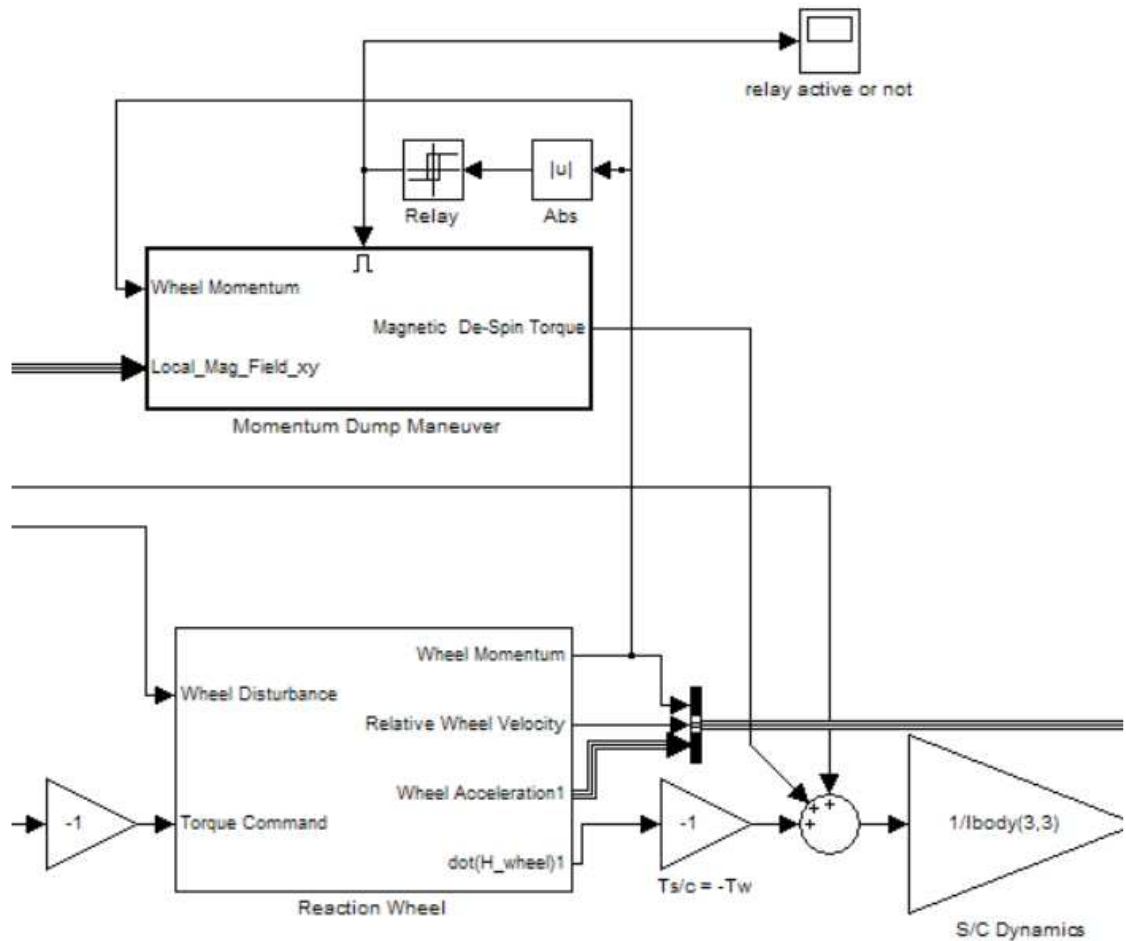 relay active or not
|u|
Relay
Abs
Wheel Momentum
Magnetic De-Spin Torque
Local_Mag_Field_xy
Momentum Dump Maneuver
Wheel Momentum
Wheel Disturbance
Relative Wheel Velocity
Wheel Acceleration1
-1
Torque Command
-1
+
+
+
1/Ibody(3,3)
dot(H_wheel)1
Ts/c = -Tw
Reaction Wheel
S/C Dynamics